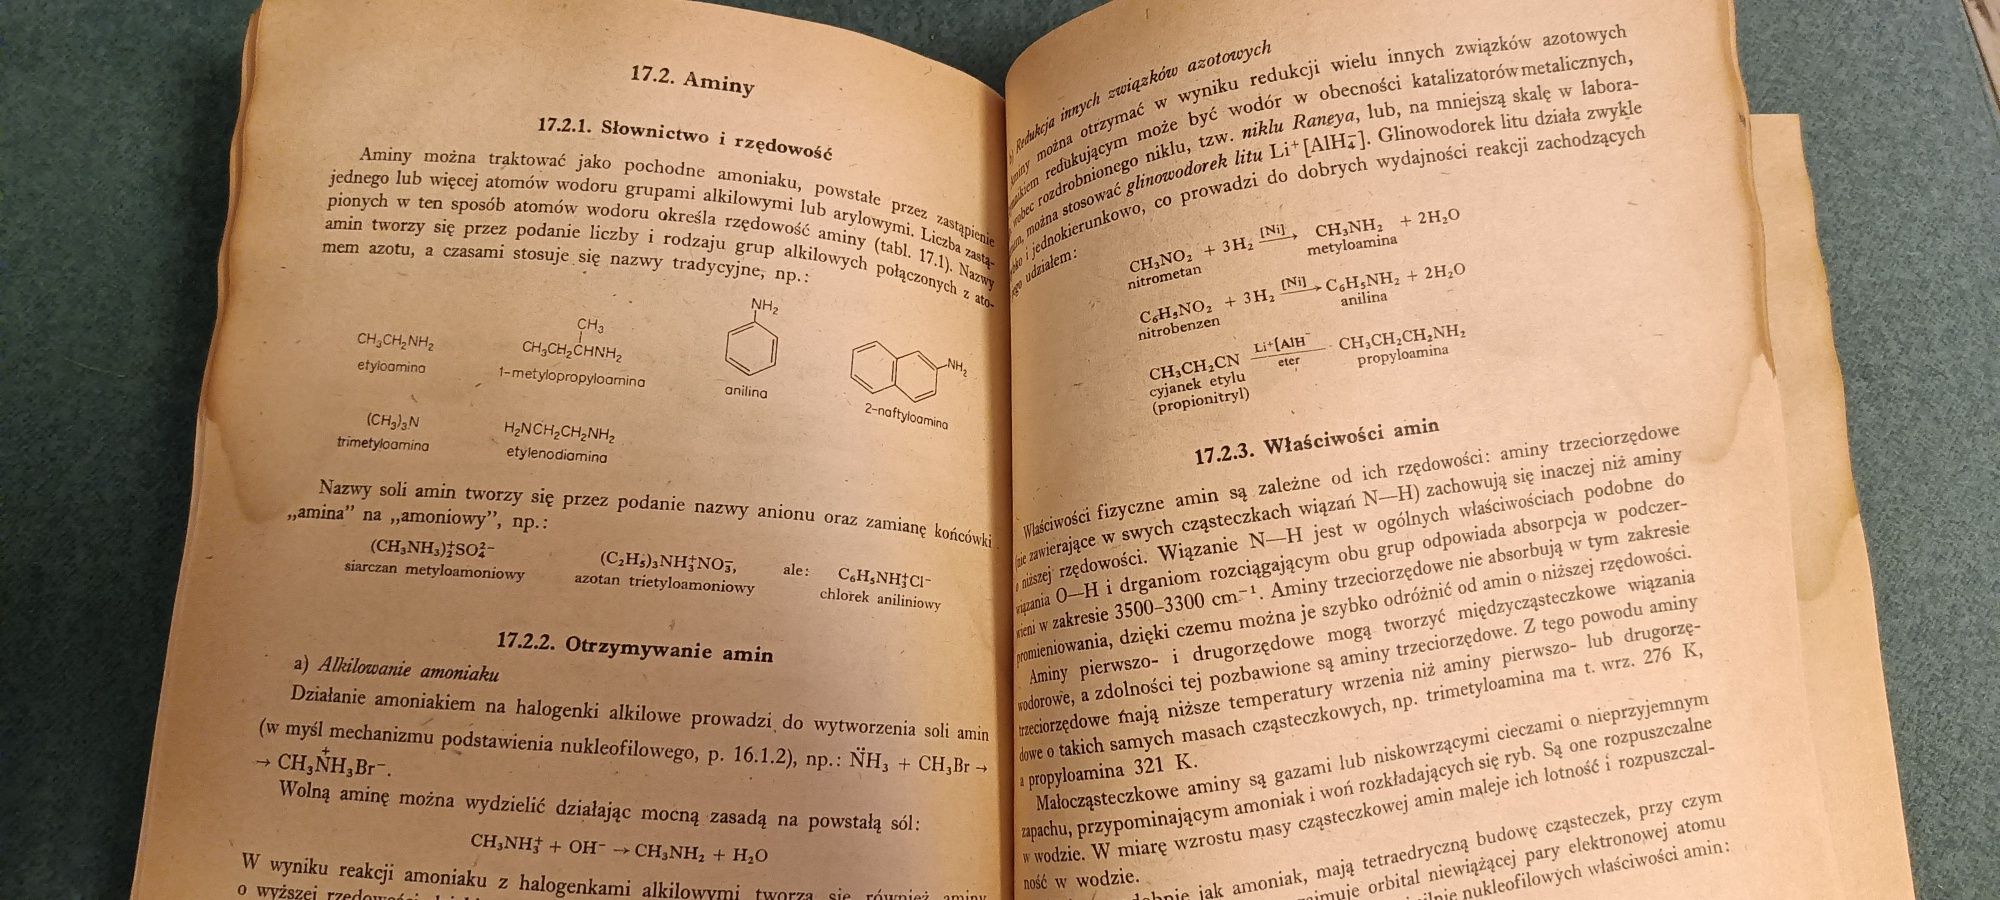 17.2. Aminy
17.2.1. Słownictwo i rzędowość
Aminy można traktować jako pochodne amoniaku, powstałe przez zastąpienie
jednego lub więcej atomów wodoru grupami alkilowymi lub arylowymi. Liczba zastą-
pionych w ten sposób atomów wodoru określa rzędowość aminy (tabl. 17.1). Nazwy
amin tworzy się przez podanie liczby i rodzaju grup alkilowych połączonych z ato-
mem azotu, a czasami stosuje się nazwy tradycyjne, np.:
CH₃CH₂NH₂
etyloamina
CH₃
CH₃CH₂CHNH₂
1-metylopropyloamina
NH₂
anilina
NH₂
2-naftyloamina
(CH₃)₃N
trimetyloamina
H₂NCH₂CH₂NH₂
etylenodiamina
Nazwy soli amin tworzy się przez podanie nazwy anionu oraz zamianę końcówki
„amina” na „amoniowy”, np.:
(CH₃NH₃)₂⁺SO₄²⁻
siarczan metyloamoniowy
(C₂H₅)₃NH₃⁺NO₃⁻,
azotan trietyloamoniowy
ale:
C₆H₅NH₃⁺Cl⁻
chlorek aniliniowy
17.2.2. Otrzymywanie amin
a) Alkilowanie amoniaku
Działanie amoniakiem na halogenki alkilowe prowadzi do wytworzenia soli amin
(w myśl mechanizmu podstawienia nukleofilowego, p. 16.1.2), np.: N̈H₃ + CH₃Br →
→ CH₃N⁺H₃Br⁻.
Wolną aminę można wydzielić działając mocną zasadą na powstałą sól:
CH₃NH₃⁺ + OH⁻ → CH₃NH₂ + H₂O
W wyniku reakcji amoniaku z halogenkami alkilowymi tworzą się również aminy
o wyższej
b) Redukcja innych związków azotowych
Aminy można otrzymać w wyniku redukcji wielu innych związków azotowych
redukującym może być wodór w obecności katalizatorów metalicznych,
wobec rozdrobnionego niklu, tzw. niklu Raneya, lub, na mniejszą skalę w labora-
można stosować glinowodorek litu Li⁺[AlH₄⁻]. Glinowodorek litu działa zwykle
i jednokierunkowo, co prowadzi do dobrych wydajności reakcji zachodzących
jego udziałem:
CH₃NO₂ + 3H₂ [Ni] → CH₃NH₂ + 2H₂O
nitrometan metyloamina
C₆H₅NO₂ + 3H₂ [Ni] → C₆H₅NH₂ + 2H₂O
nitrobenzen anilina
CH₃CH₂CN Li⁺[AlH⁻ eter CH₃CH₂CH₂NH₂
cyjanek etylu propyloamina
(propionitryl)
17.2.3. Właściwości amin
Właściwości fizyczne amin są zależne od ich rzędowości: aminy trzeciorzędowe
(nie zawierające w swych cząsteczkach wiązań N—H) zachowują się inaczej niż aminy
o niższej rzędowości. Wiązanie N—H jest w ogólnych właściwościach podobne do
wiązania O—H i drganiom rozciągającym obu grup odpowiada absorpcja w podczer-
wieni w zakresie 3500–3300 cm⁻¹. Aminy trzeciorzędowe nie absorbują w tym zakresie
promieniowania, dzięki czemu można je szybko odróżnić od amin o niższej rzędowości.
Aminy pierwszo- i drugorzędowe mogą tworzyć międzycząsteczkowe wiązania
wodorowe, a zdolności tej pozbawione są aminy trzeciorzędowe. Z tego powodu aminy
trzeciorzędowe mają niższe temperatury wrzenia niż aminy pierwszo- lub drugorzę-
dowe o takich samych masach cząsteczkowych, np. trimetyloamina ma t. wrz. 276 K,
a propyloamina 321 K.
Małocząsteczkowe aminy są gazami lub niskowrzącymi cieczami o nieprzyjemnym
zapachu, przypominającym amoniak i woń rozkładających się ryb. Są one rozpuszczalne
w wodzie. W miarę wzrostu masy cząsteczkowej amin maleje ich lotność i rozpuszczal-
ność w wodzie.
jak amoniak, mają tetraedryczną budowę cząsteczek, przy czym
orbital niewiążącej pary elektronowej atomu
nukleofilowych właściwości amin: